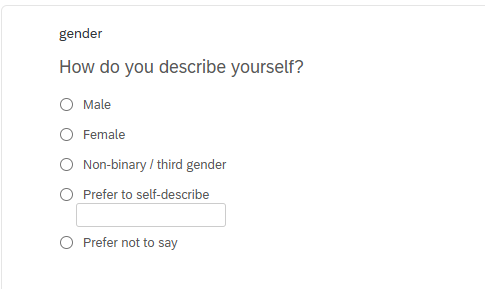 gender
How do you describe yourself?
Male
Female
Non-binary / third gender
Prefer to self-describe
Prefer not to say